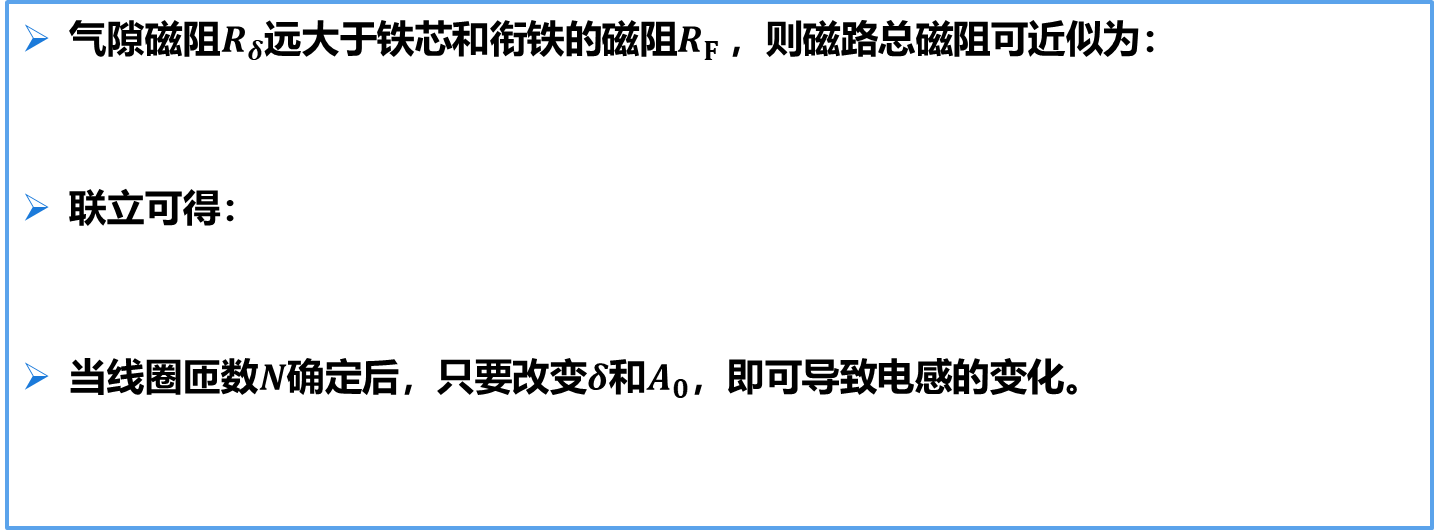 ➢ 气隙磁阻𝑅𝛿远大于铁芯和衔铁的磁阻𝑅F ，则磁路总磁阻可近似为：
➢ 联立可得：
➢ 当线圈匝数𝑁确定后，只要改变𝛿和𝐴0，即可导致电感的变化。